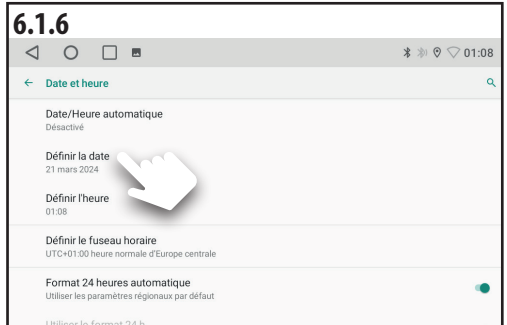 6.1.6
01:08
Date et heure
Date/Heure automatique
Désactivé
Définir la date
21 mars 2024
Définir l'heure
01:08
Définir le fuseau horaire
UTC+01:00 heure normale d'Europe centrale
Format 24 heures automatique
Utiliser les paramètres régionaux par défaut
Utiliser le format 24 h